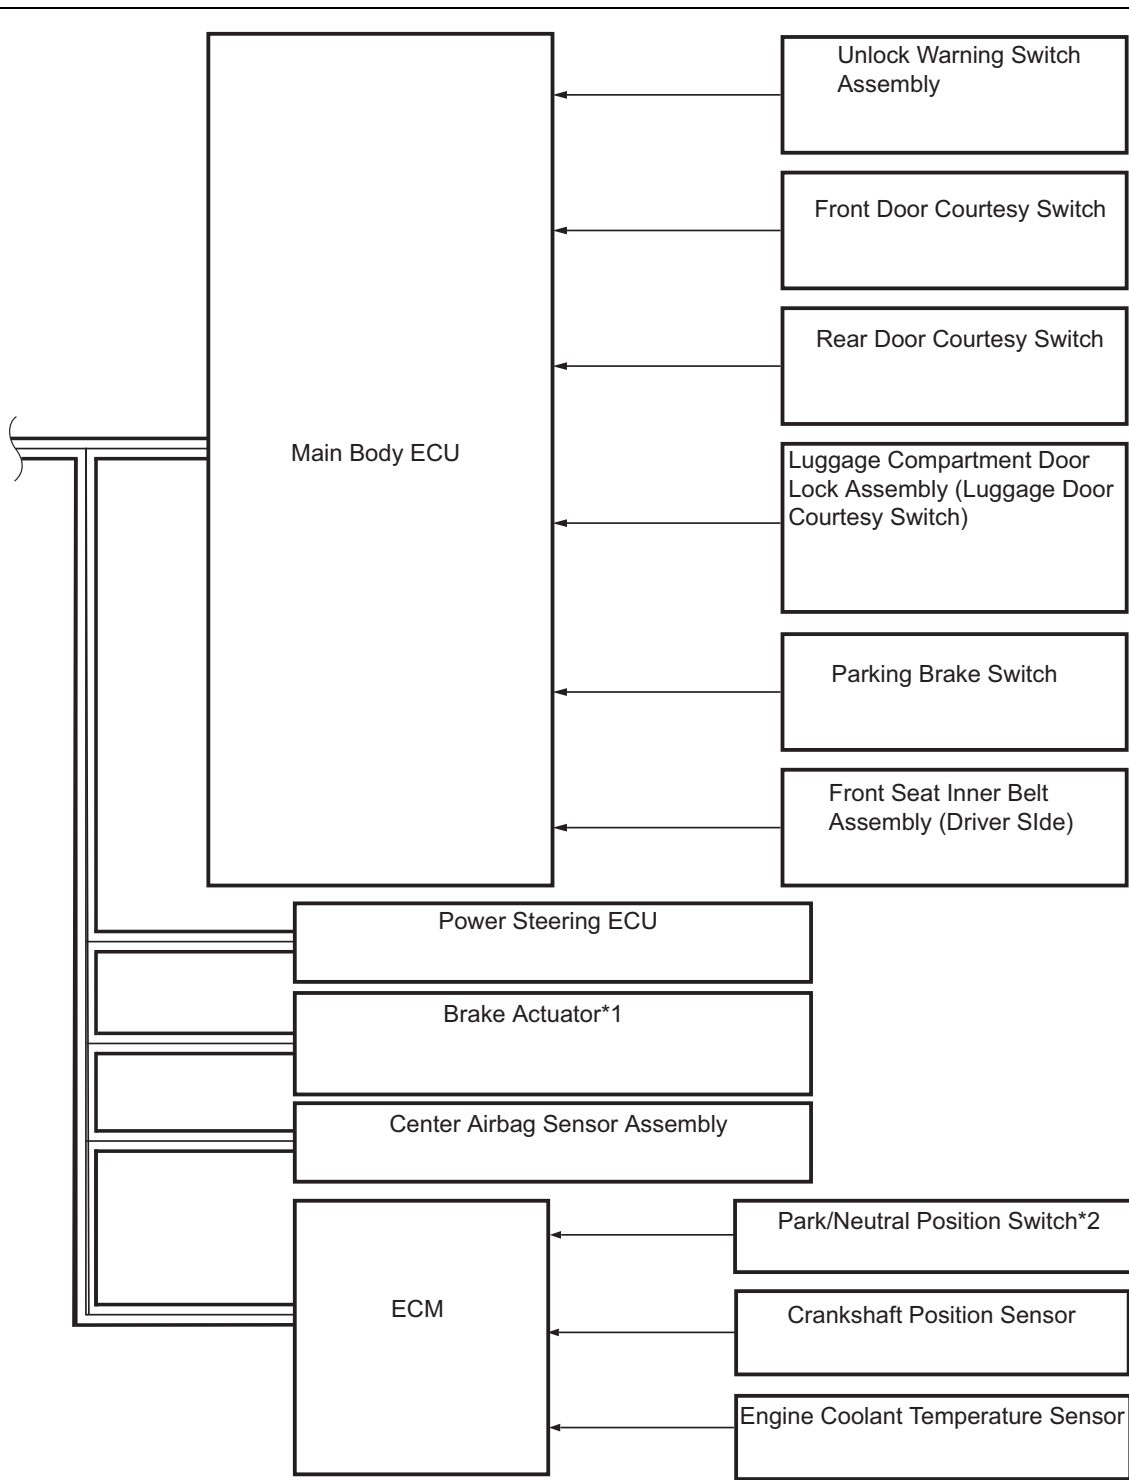 Unlock Warning Switch
Assembly
Front Door Courtesy Switch
Rear Door Courtesy Switch
Main Body ECU
Luggage Compartment Door
Lock Assembly (Luggage Door
Courtesy Switch)
Parking Brake Switch
Front Seat Inner Belt
Assembly (Driver SIde)
Power Steering ECU
Brake Actuator*1
Center Airbag Sensor Assembly
Park/Neutral Position Switch*2
ECM
Crankshaft Position Sensor
Engine Coolant Temperature Sensor